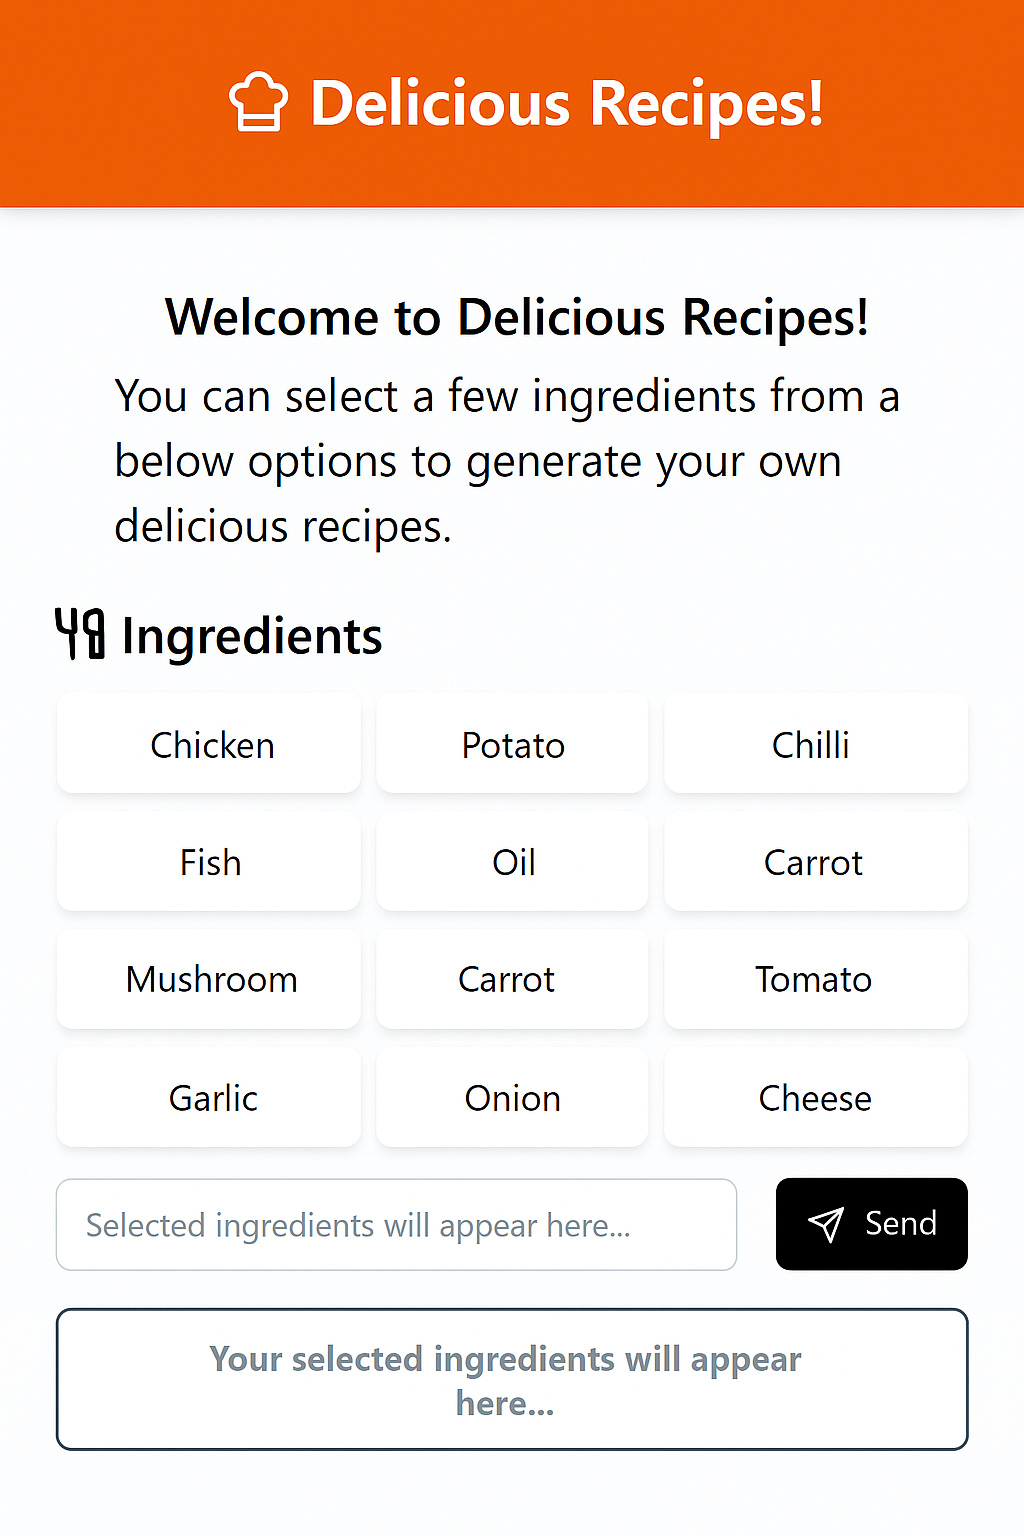 Delicious Recipes!
Welcome to Delicious Recipes!
You can select a few ingredients from a
below options to generate your own
delicious recipes.
Ingredients
Chicken
Potato
Chilli
Fish
Oil
Carrot
Mushroom
Carrot
Tomato
Garlic
Onion
Cheese
Selected ingredients will appear here...
Send
Your selected ingredients will appear
here...